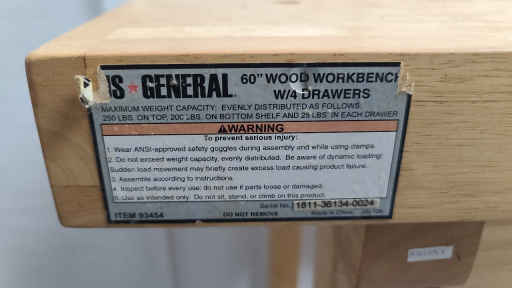 US★GENERAL 60" WOOD WORKBENCH
W/4 DRAWERS
MAXIMUM WEIGHT CAPACITY: EVENLY DISTRIBUTED AS FOLLOWS:
250 LBS. ON TOP, 200 LBS. ON BOTTOM SHELF AND 25 LBS. IN EACH DRAWER
⚠WARNING
To prevent serious injury:
1. Wear ANSI-approved safety goggles during assembly and while using clamps.
2. Do not exceed weight capacity, evenly distributed. Be aware of dynamic loading!
Sudden load movement may briefly create excess load causing product failure.
3. Assemble according to instructions.
4. Inspect before every use; do not use if parts loose or damaged.
5. Use as intended only. Do not sit, stand, or climb on this product.
Serial No. 1811-36134-0024
ITEM 93454 DO NOT REMOVE Made in China